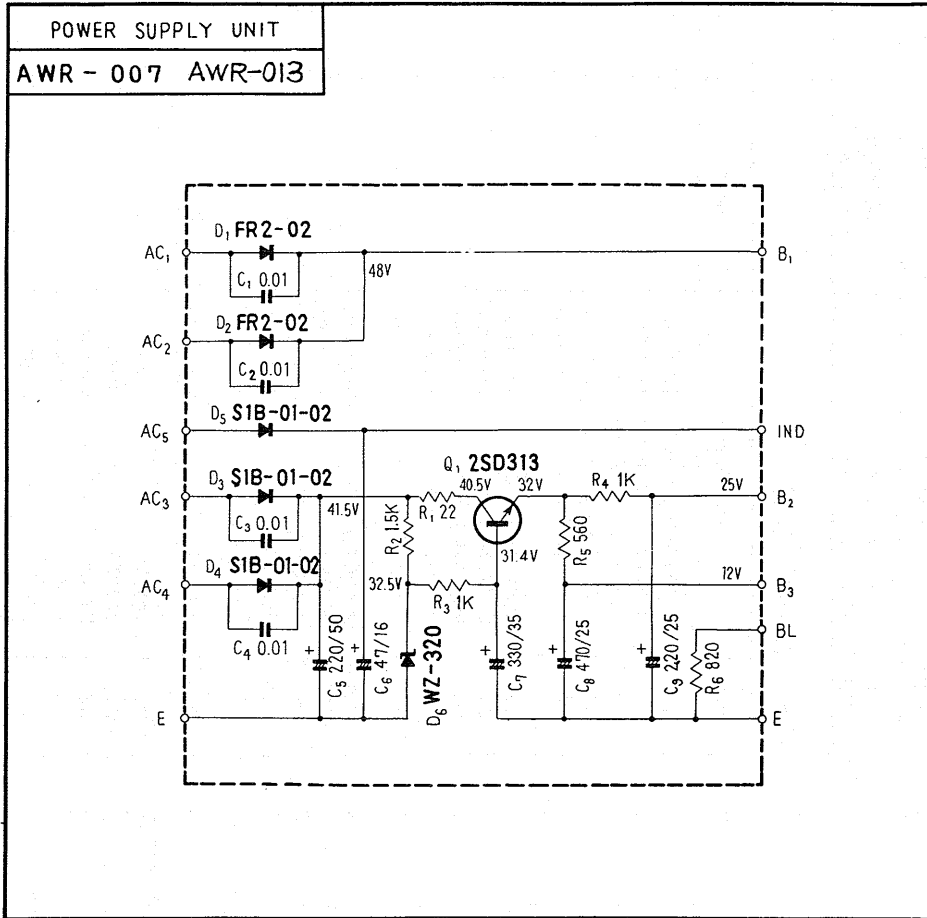 POWER SUPPLY UNIT
AWR - 007 AWR-013
D₁ FR2-02
AC₁
B₁
C₁ 0.01
48V
D₂ FR2-02
AC₂
C₂ 0.01
D₅ S1B-01-02
AC₅
IND
D₃ S1B-01-02
Q₁ 2SD313
AC₃
41.5V
R₁ 22
40.5V
32V
R₄ 1K
25V
B₂
C₃ 0.01
R₂ 1.5K
31.4V
R₅ 560
D₄ S1B-01-02
AC₄
32.5V
R₃ 1K
12V
B₃
C₄ 0.01
BL
+
C₅ 220/50
+
C₆ 47/16
D₆ WZ-320
+
C₇ 330/35
+
C₈ 470/25
+
C₉ 220/25
R₆ 820
E
E